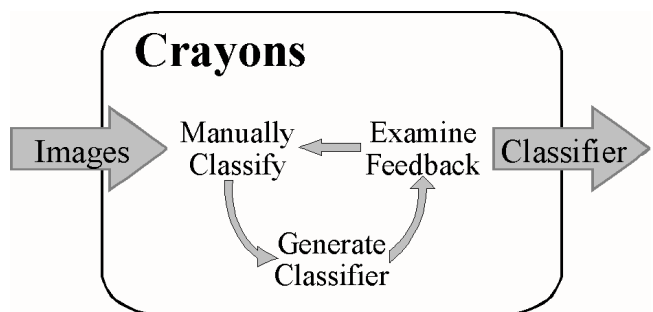 Crayons
Images
Manually
Classify
Examine
Feedback
Classifier
Generate
Classifier